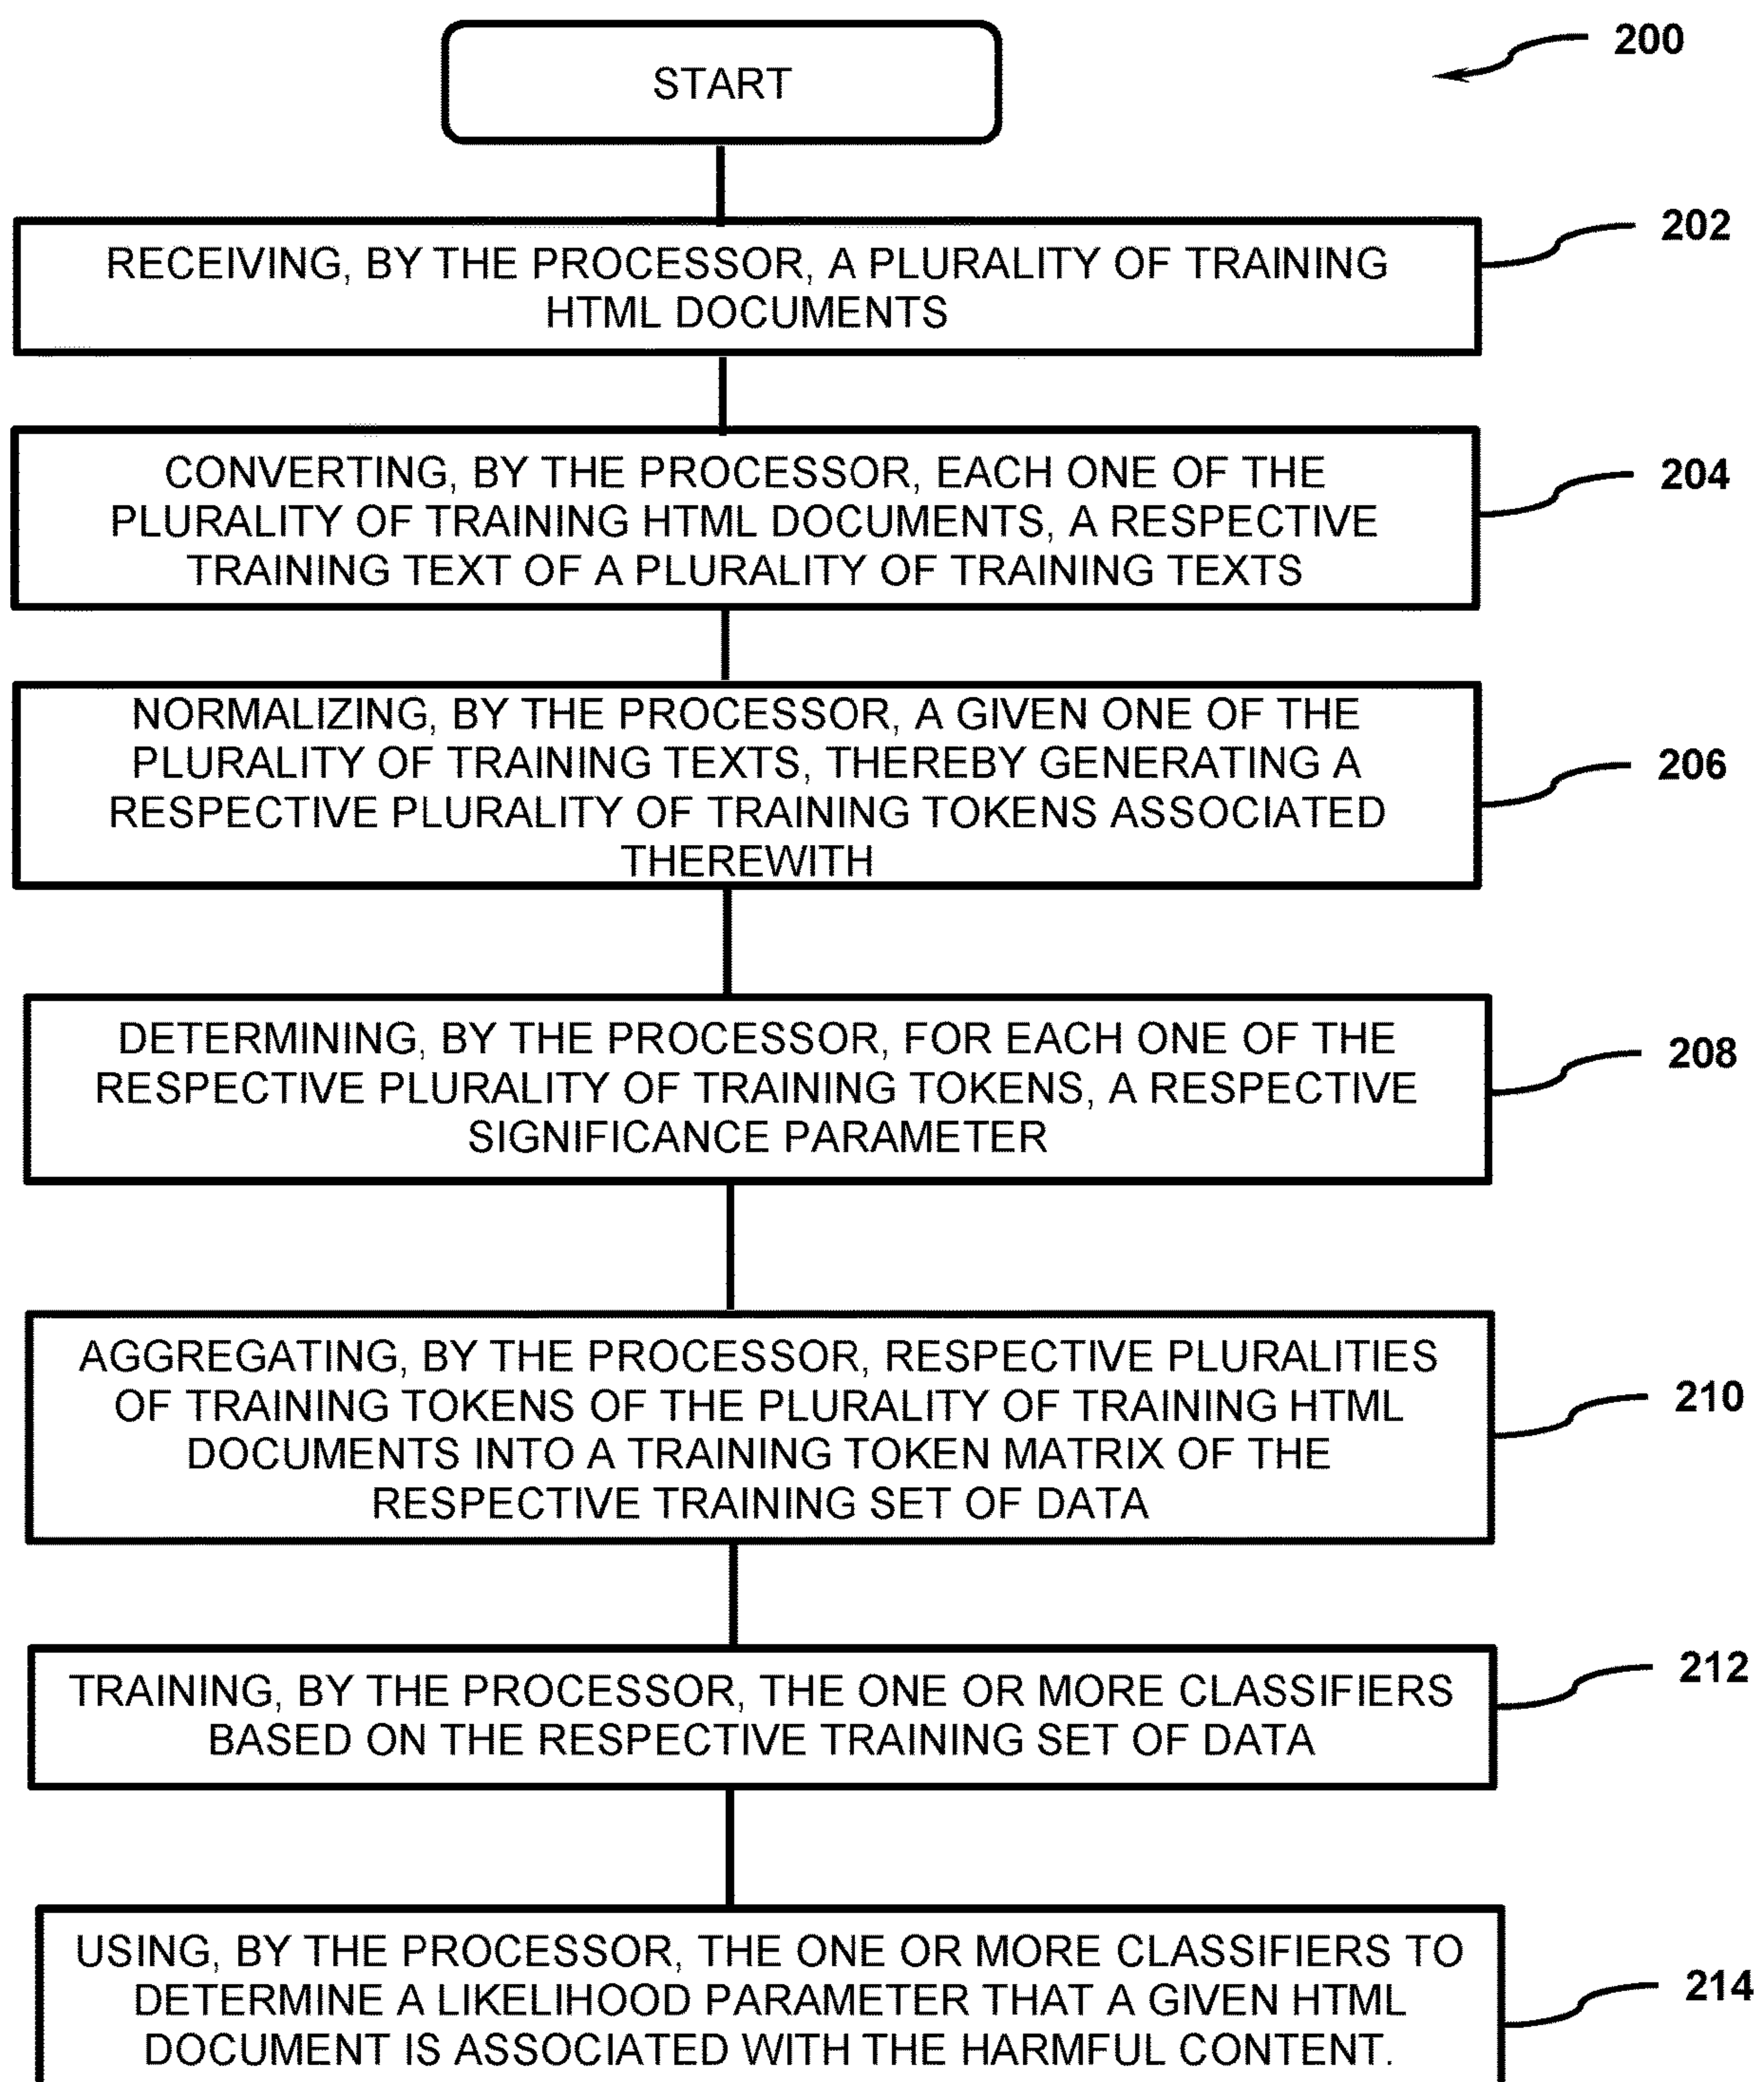 START
200
RECEIVING, BY THE PROCESSOR, A PLURALITY OF TRAINING
HTML DOCUMENTS
202
CONVERTING, BY THE PROCESSOR, EACH ONE OF THE
PLURALITY OF TRAINING HTML DOCUMENTS, A RESPECTIVE
TRAINING TEXT OF A PLURALITY OF TRAINING TEXTS
204
NORMALIZING, BY THE PROCESSOR, A GIVEN ONE OF THE
PLURALITY OF TRAINING TEXTS, THEREBY GENERATING A
RESPECTIVE PLURALITY OF TRAINING TOKENS ASSOCIATED
THEREWITH
206
DETERMINING, BY THE PROCESSOR, FOR EACH ONE OF THE
RESPECTIVE PLURALITY OF TRAINING TOKENS, A RESPECTIVE
SIGNIFICANCE PARAMETER
208
AGGREGATING, BY THE PROCESSOR, RESPECTIVE PLURALITIES
OF TRAINING TOKENS OF THE PLURALITY OF TRAINING HTML
DOCUMENTS INTO A TRAINING TOKEN MATRIX OF THE
RESPECTIVE TRAINING SET OF DATA
210
TRAINING, BY THE PROCESSOR, THE ONE OR MORE CLASSIFIERS
BASED ON THE RESPECTIVE TRAINING SET OF DATA
212
USING, BY THE PROCESSOR, THE ONE OR MORE CLASSIFIERS TO
DETERMINE A LIKELIHOOD PARAMETER THAT A GIVEN HTML
DOCUMENT IS ASSOCIATED WITH THE HARMFUL CONTENT.
214